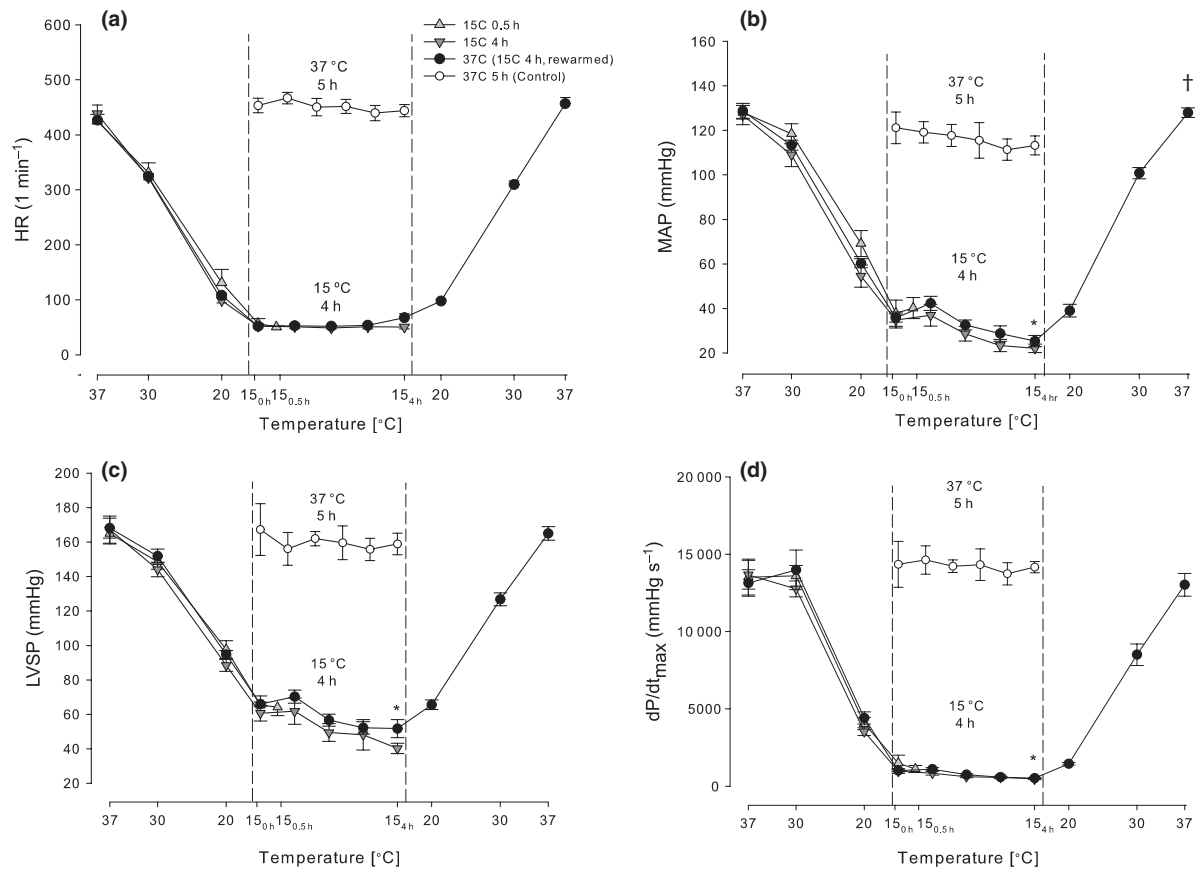 (a)
600
500
400
300
200
100
0
HR (1 min⁻¹)
15C 0.5 h
15C 4 h
37C (15C 4 h, rewarmed)
37C 5 h (Control)
37 °C
5 h
15 °C
4 h
37 30 20 15₀ₕ 15₀.₅ₕ 15₄ₕ 20 30 37
Temperature [°C]
(b)
160
140
120
100
80
60
40
20
MAP (mmHg)
37 °C
5 h
†
15 °C
4 h
*
37 30 20 15₀ₕ 15₀.₅ₕ 15₄ₕᵣ 20 30 37
Temperature [°C]
(c)
200
180
160
140
120
100
80
60
40
20
LVSP (mmHg)
37 °C
5 h
15 °C
4 h
*
37 30 20 15₀ₕ 15₀.₅ₕ 15₄ₕ 20 30 37
Temperature [°C]
(d)
20 000
15 000
10 000
5000
0
dP/dtmax (mmHg s⁻¹)
37 °C
5 h
15 °C
4 h
*
37 30 20 15₀ₕ 15₀.₅ₕ 15₄ₕ 20 30 37
Temperature [°C]